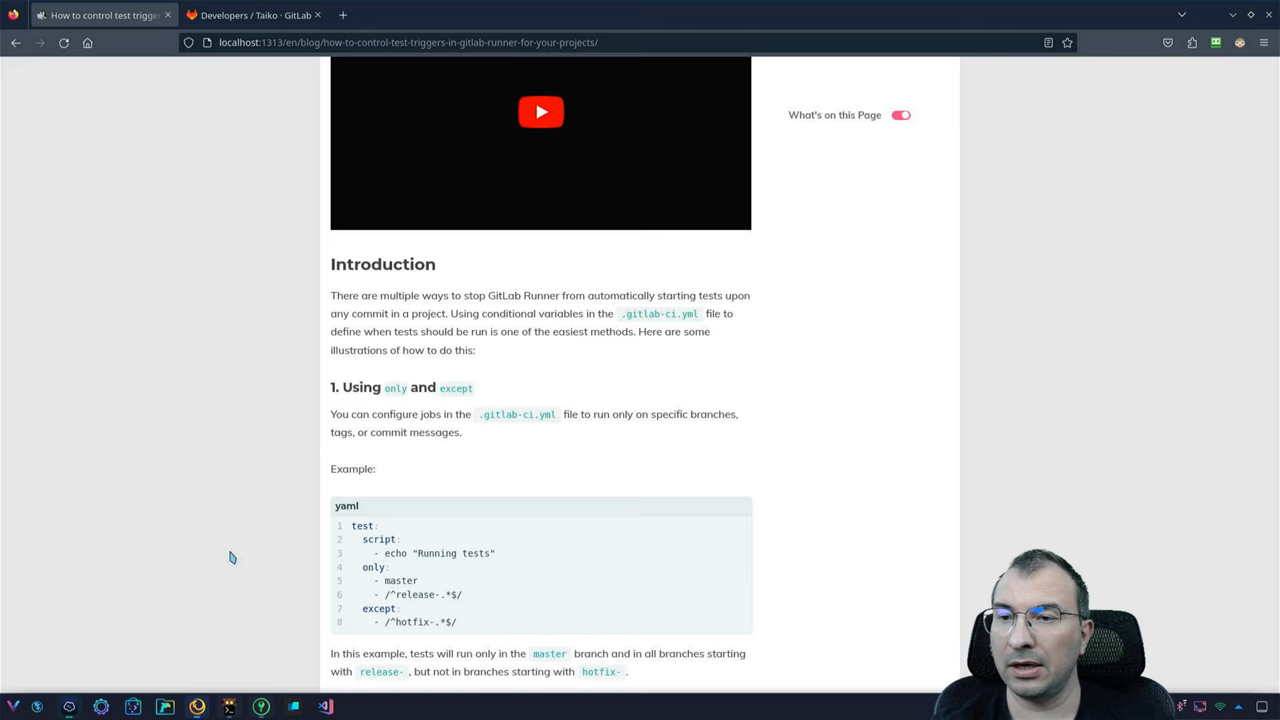 How to control test trigge
Developers / Taiko · GitLab
localhost:1313/en/blog/how-to-control-test-triggers-in-gitlab-runner-for-your-projects/
What's on this Page
Introduction
There are multiple ways to stop GitLab Runner from automatically starting tests upon
any commit in a project. Using conditional variables in the .gitlab-ci.yml file to
define when tests should be run is one of the easiest methods. Here are some
illustrations of how to do this:
1. Using only and except
You can configure jobs in the .gitlab-ci.yml file to run only on specific branches,
tags, or commit messages.
Example:
yaml
1 test:
2 script:
3 - echo "Running tests"
4 only:
5 - master
6 - /^release-.*$/
7 except:
8 - /^hotfix-.*$/
In this example, tests will run only in the master branch and in all branches starting
with release- , but not in branches starting with hotfix- .